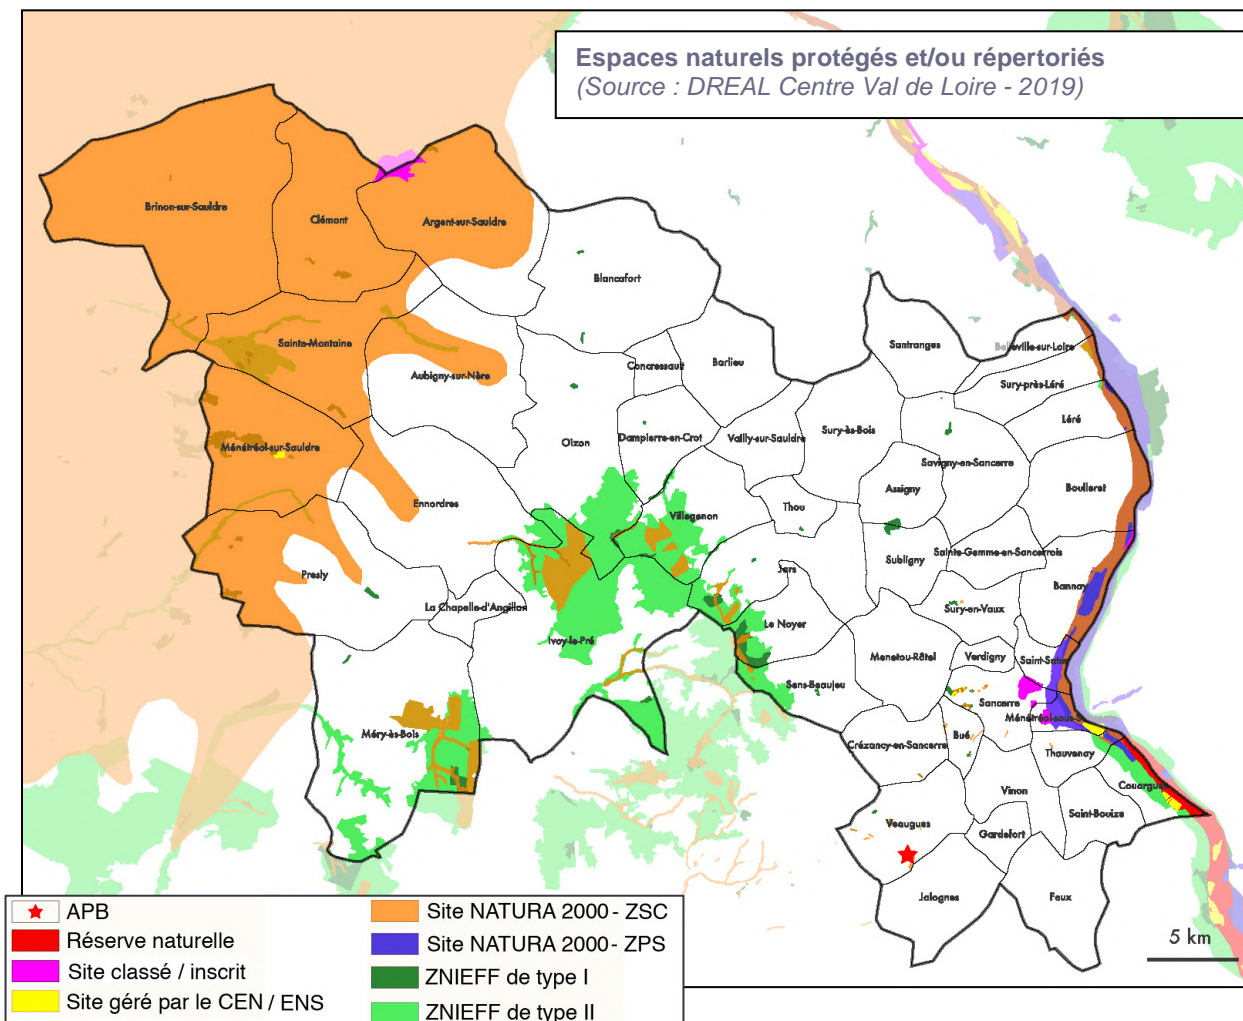 Espaces naturels protégés et/ou répertoriés
(Source : DREAL Centre Val de Loire - 2019)
Brinon-sur-Sauldre
Clémont
Argent-sur-Sauldre
Blancafort
Sainte-Montaine
Aubigny-sur-Nère
Concressault
Barlieu
Santranges
Belleville-sur-Loire
Sury-près-Léré
Léré
Ménétréol-sur-Sauldre
Oizon
Dampierre-en-Crot
Vailly-sur-Sauldre
Sury-ès-Bois
Savigny-en-Sancerre
Assigny
Boulleret
Ennordres
Villegenon
Thou
Subligny
Sainte-Gemme-en-Sancerrois
Presly
Jars
Bannay
La Chapelle-d'Angillon
Ivoy-le-Pré
Le Noyer
Sury-en-Vaux
Menetou-Râtel
Verdigny
Saint-Satur
Sens-Beaujeu
Sancerre
Ménétréol-sous-S
Méry-ès-Bois
Crézancy-en-Sancerre
Bué
Thauvenay
Vinon
Couargues
Veaugues
Gardefort
Saint-Bouize
Jalognes
Feux
5 km
APB
Réserve naturelle
Site classé / inscrit
Site géré par le CEN / ENS
Site NATURA 2000 - ZSC
Site NATURA 2000 - ZPS
ZNIEFF de type I
ZNIEFF de type II